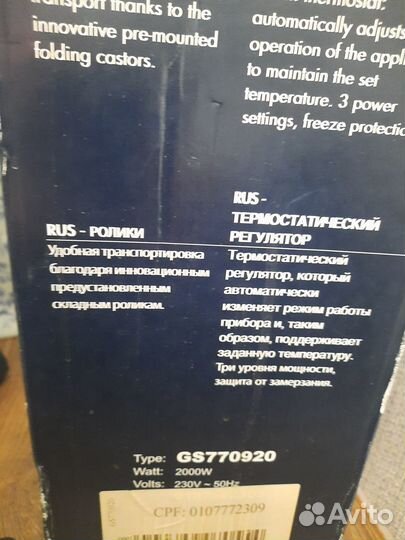 transport thanks to the
innovative pre-mounted
folding castors.
thermostat:
automatically adjusts
operation of the
to maintain the set
temperature. 3 power
settings, freeze
RUS - РОЛИКИ
Удобная транспортировка
благодаря инновационным
предустановленным
складным роликам.
RUS -
ТЕРМОСТАТИЧЕСКИЙ
РЕГУЛЯТОР
Термостатический
регулятор, который
автоматически
изменяет режим работы
прибора и, таким
образом, поддерживает
заданную температуру.
Три уровня мощности,
защита от замерзания.
Type: GS770920
Watt: 2000W
Volts: 230V ~ 50Hz
CPF: 0107772309
Avito